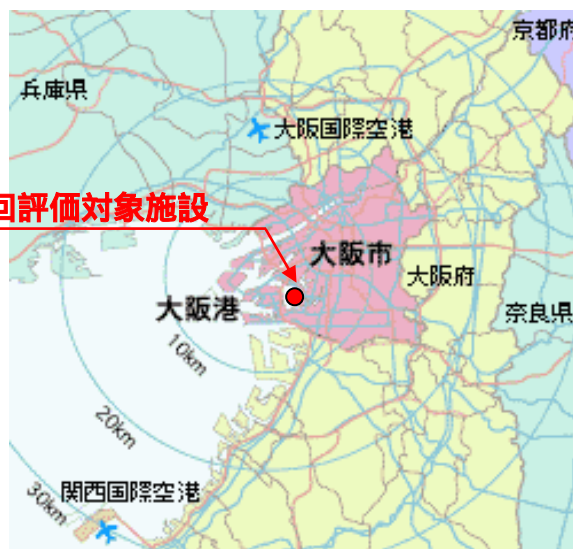 京都府
兵庫県
大阪国際空港
回評価対象施設
大阪市
大阪府
大阪港
奈良県
10km
20km
30km
関西国際空港